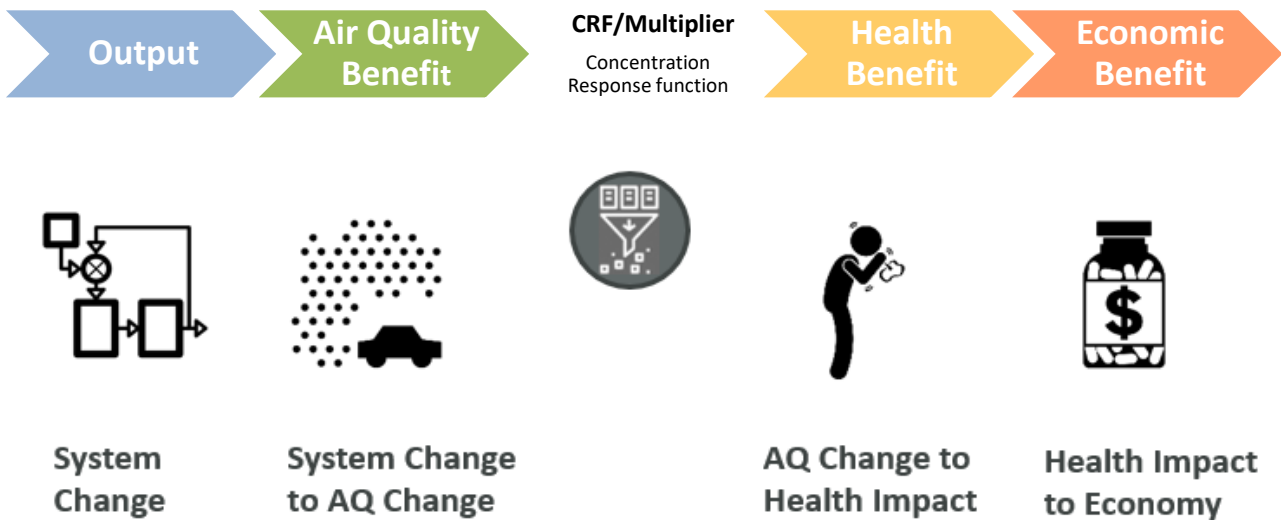 Output
Air Quality
Benefit
CRF/Multiplier
Concentration
Response function
Health
Benefit
Economic
Benefit
$
System
Change
System Change
to AQ Change
AQ Change to
Health Impact
Health Impact
to Economy